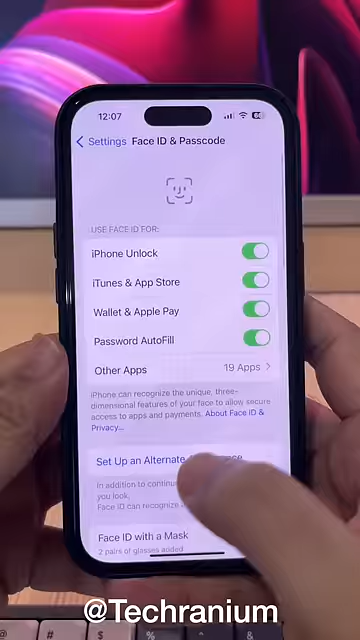 12:07
Settings Face ID & Passcode
USE FACE ID FOR:
iPhone Unlock
iTunes & App Store
Wallet & Apple Pay
Password AutoFill
Other Apps 19 Apps
iPhone can recognize the unique, three-
dimensional features of your face to allow secure
access to apps and payments. About Face ID &
Privacy...
Set Up an Alternate
In addition to continu
you look.
Face ID can recognize
Face ID with a Mask
2 pairs of glasses added
@Techranium
# $ %